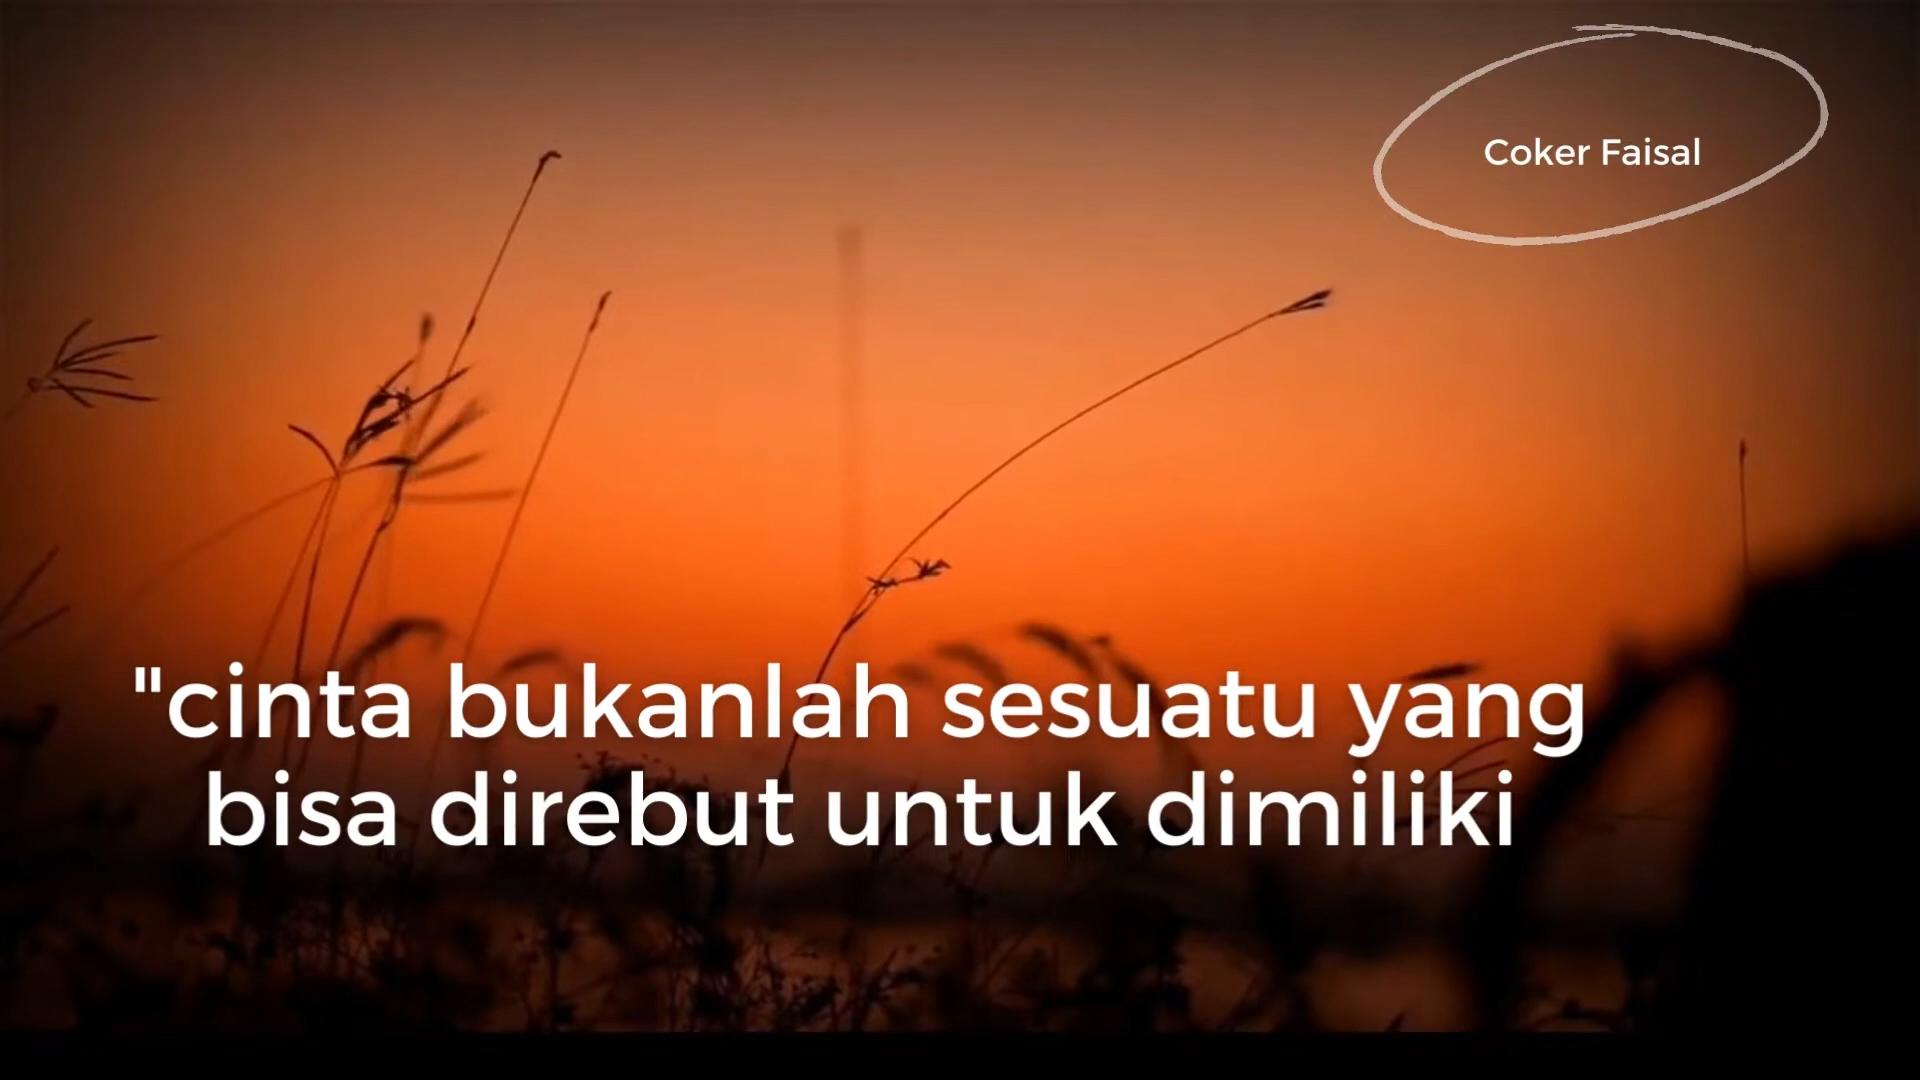 Coker Faisal
"cinta bukanlah sesuatu yang
bisa direbut untuk dimiliki